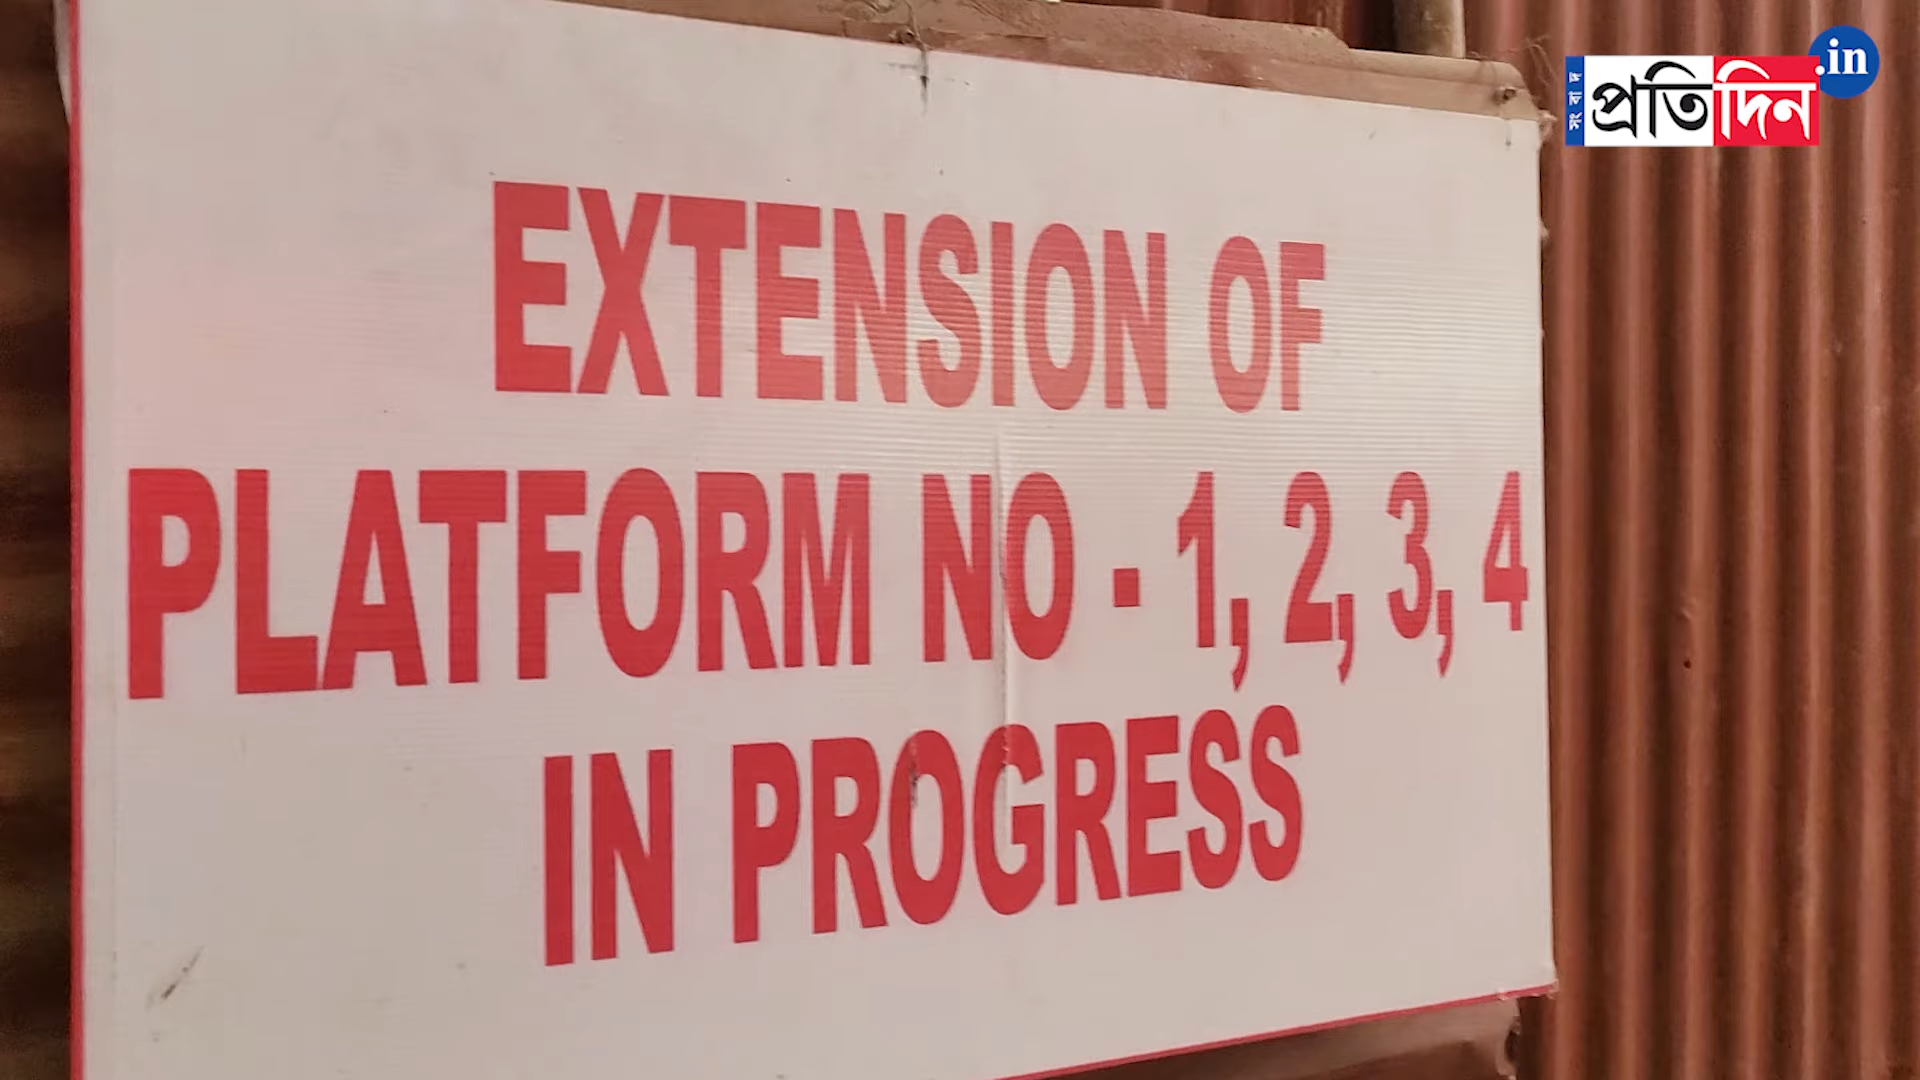 EXTENSION OF
PLATFORM NO - 1, 2, 3, 4
IN PROGRESS
সংবাদ
প্রতিদিন
.in